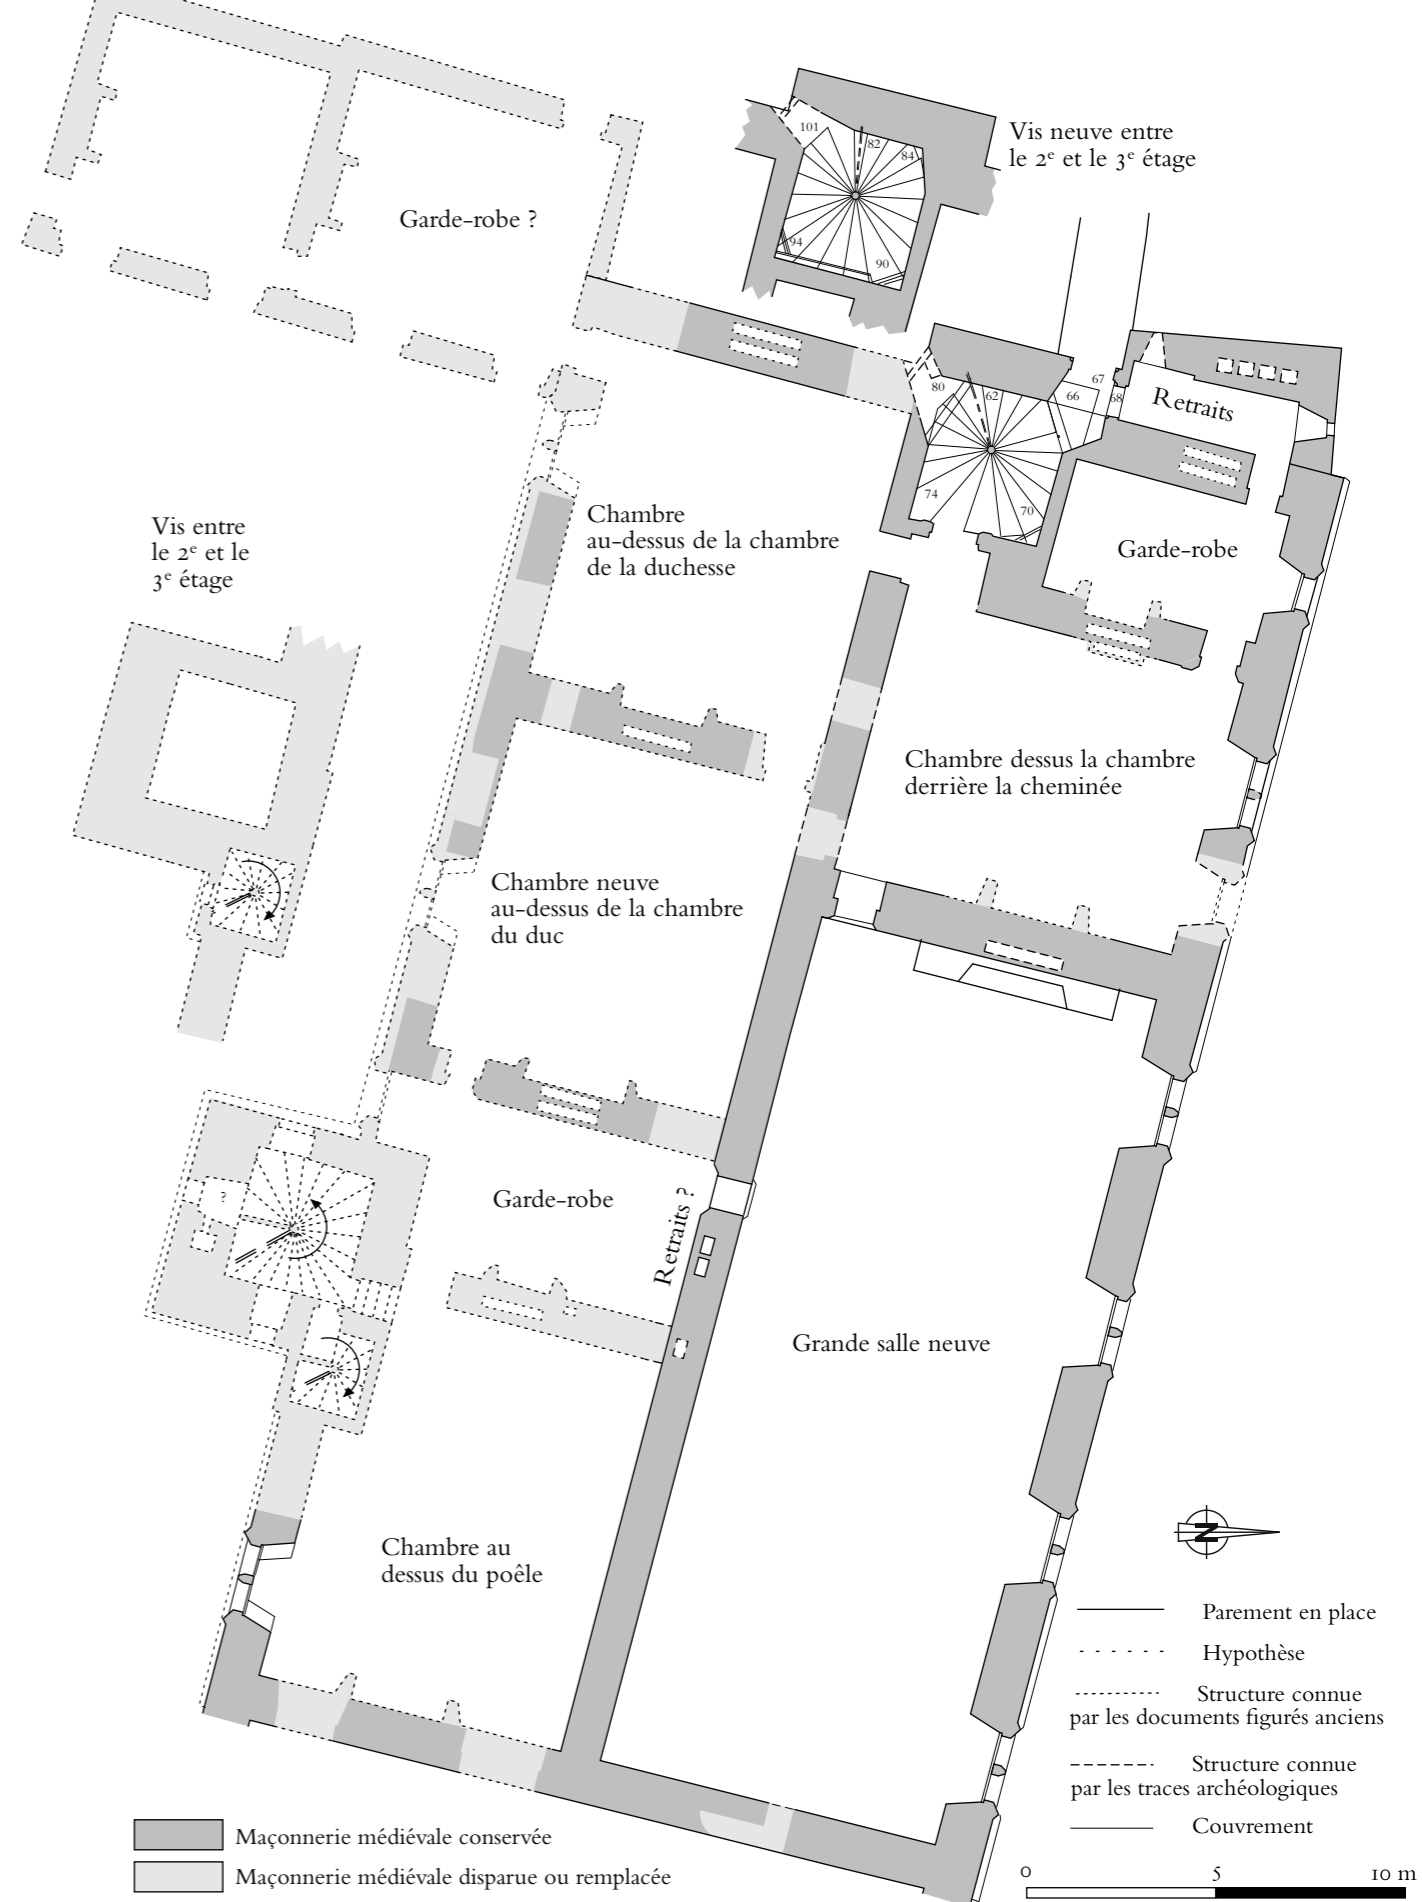 Vis neuve entre
le 2e et le 3e étage
101
82
84
94
90
Garde-robe ?
80
62
67
66
68
74
70
Retraits
Garde-robe
Vis entre
le 2e et le
3e étage
Chambre
au-dessus de la chambre
de la duchesse
Chambre dessus la chambre
derrière la cheminée
Chambre neuve
au-dessus de la chambre
du duc
?
Garde-robe
Retraits ?
Grande salle neuve
Chambre au
dessus du poêle
N
Parement en place
Hypothèse
Structure connue
par les documents figurés anciens
Structure connue
par les traces archéologiques
Couvrement
Maçonnerie médiévale conservée
Maçonnerie médiévale disparue ou remplacée
0 5 10 m